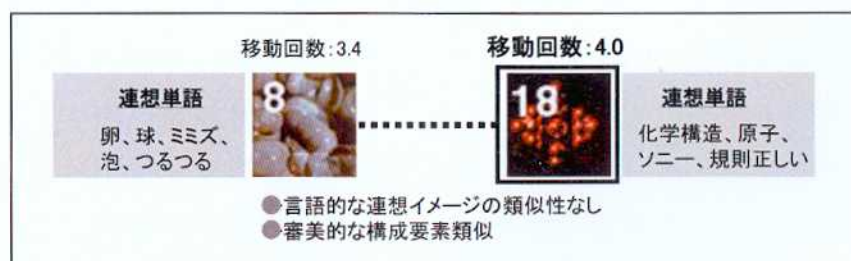 移動回数:3.4
移動回数:4.0
連想単語
卵、球、ミミズ、
泡、つるつる
8
18
連想単語
化学構造、原子、
ソニー、規則正しい
●言語的な連想イメージの類似性なし
●審美的な構成要素類似